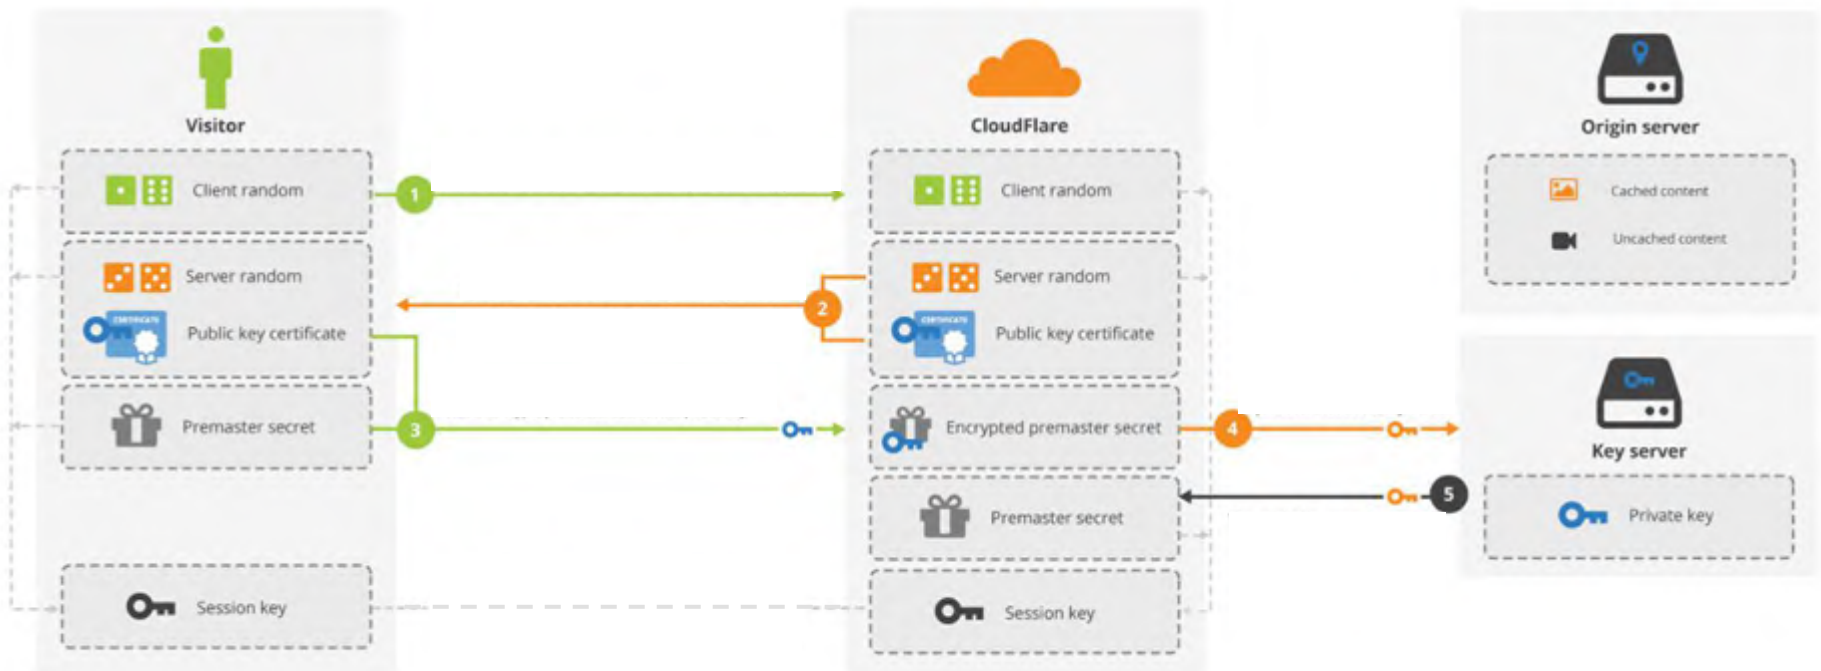 Visitor
Client random
Server random
CERTIFICATE
Public key certificate
Premaster secret
Session key
1
2
3
CloudFlare
Client random
Server random
CERTIFICATE
Public key certificate
Encrypted premaster secret
Premaster secret
Session key
4
5
Origin server
Cached content
Uncached content
Key server
Private key